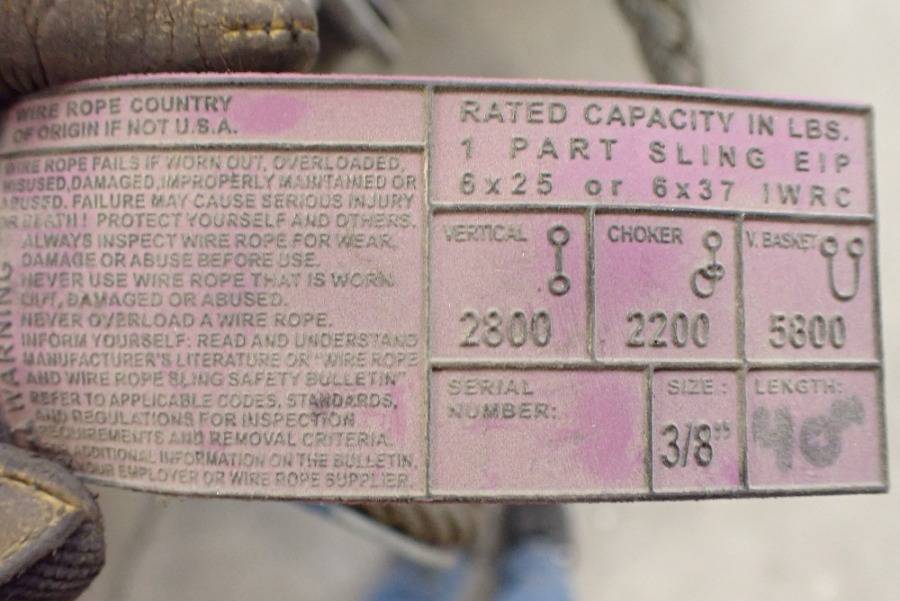 WIRE ROPE COUNTRY
OF ORIGIN IF NOT U.S.A.
WIRE ROPE FAILS IF WORN OUT, OVERLOADED,
MISUSED, DAMAGED, IMPROPERLY MAINTAINED OR
ABUSED. FAILURE MAY CAUSE SERIOUS INJURY
OR DEATH! PROTECT YOURSELF AND OTHERS.
ALWAYS INSPECT WIRE ROPE FOR WEAR,
DAMAGE OR ABUSE BEFORE USE.
NEVER USE WIRE ROPE THAT IS WORN
OUT, DAMAGED OR ABUSED.
NEVER OVERLOAD A WIRE ROPE.
INFORM YOURSELF: READ AND UNDERSTAND
MANUFACTURER'S LITERATURE OR "WIRE ROPE
AND WIRE ROPE SLING SAFETY BULLETIN"
REFER TO APPLICABLE CODES, STANDARDS,
AND REGULATIONS FOR INSPECTION
REQUIREMENTS AND REMOVAL CRITERIA.
ADDITIONAL INFORMATION ON THE BULLETIN,
YOUR EMPLOYER OR WIRE ROPE SUPPLIER.
WARNING
RATED CAPACITY IN LBS.
1 PART SLING EIP
6x25 or 6x37 IWRC
VERTICAL
2800
CHOKER
2200
V. BASKET
5800
SERIAL
NUMBER:
SIZE:
3/8"
LENGTH: